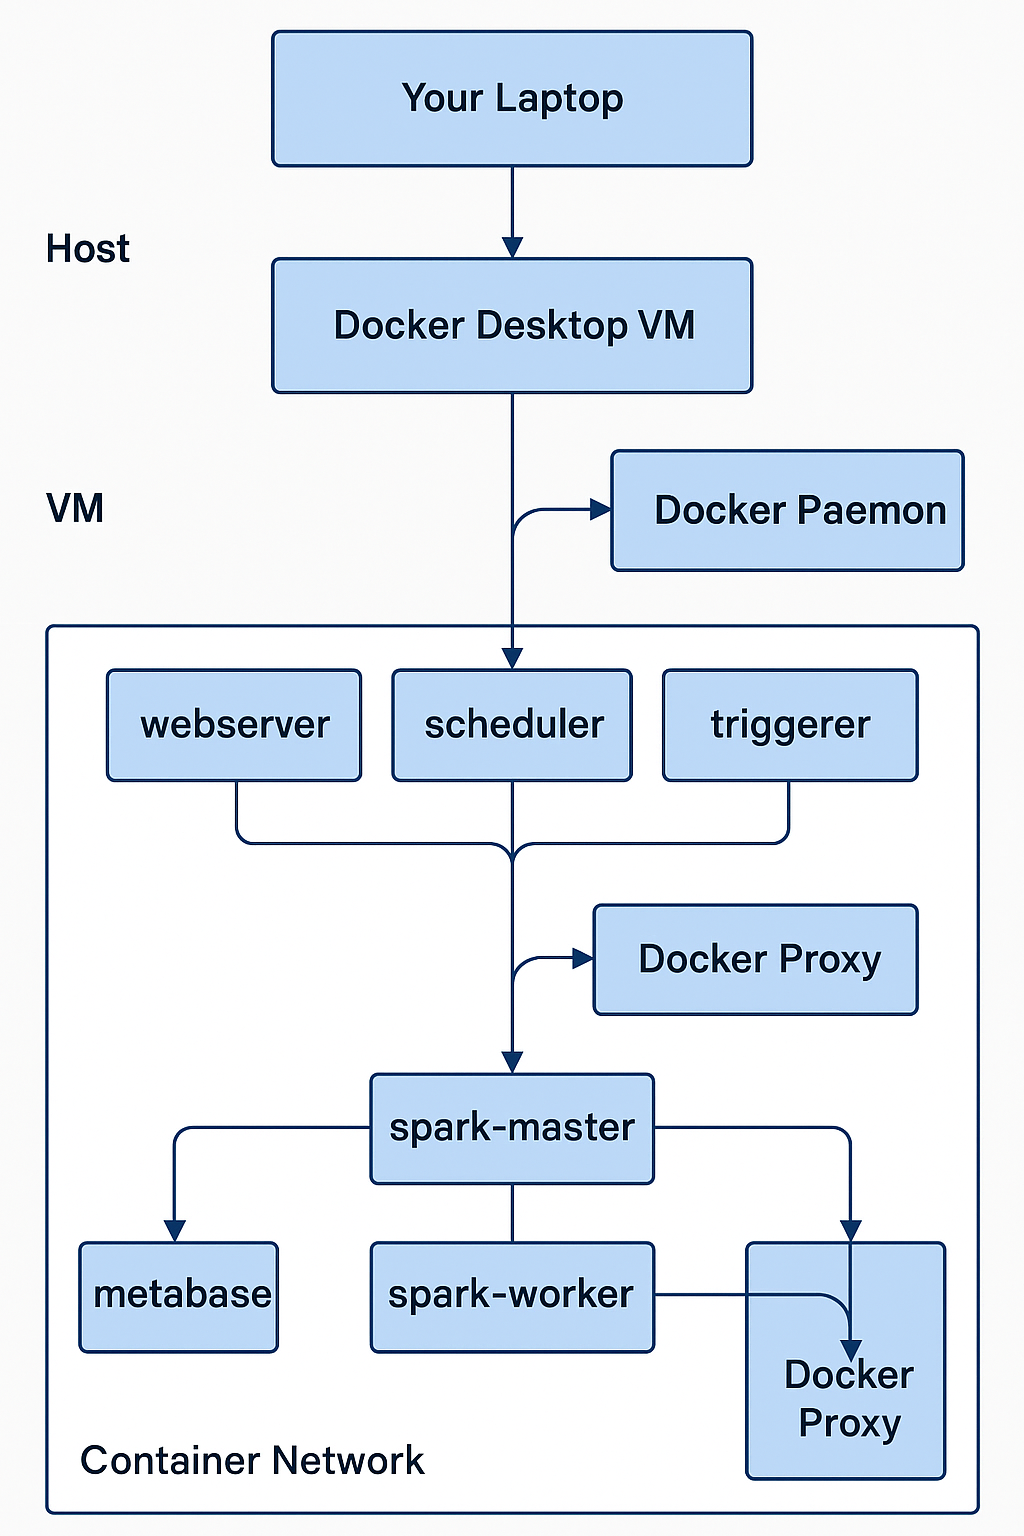 Your Laptop
Host
Docker Desktop VM
VM
Docker Paemon
webserver
scheduler
triggerer
Docker Proxy
spark-master
metabase
spark-worker
Docker
Proxy
Container Network